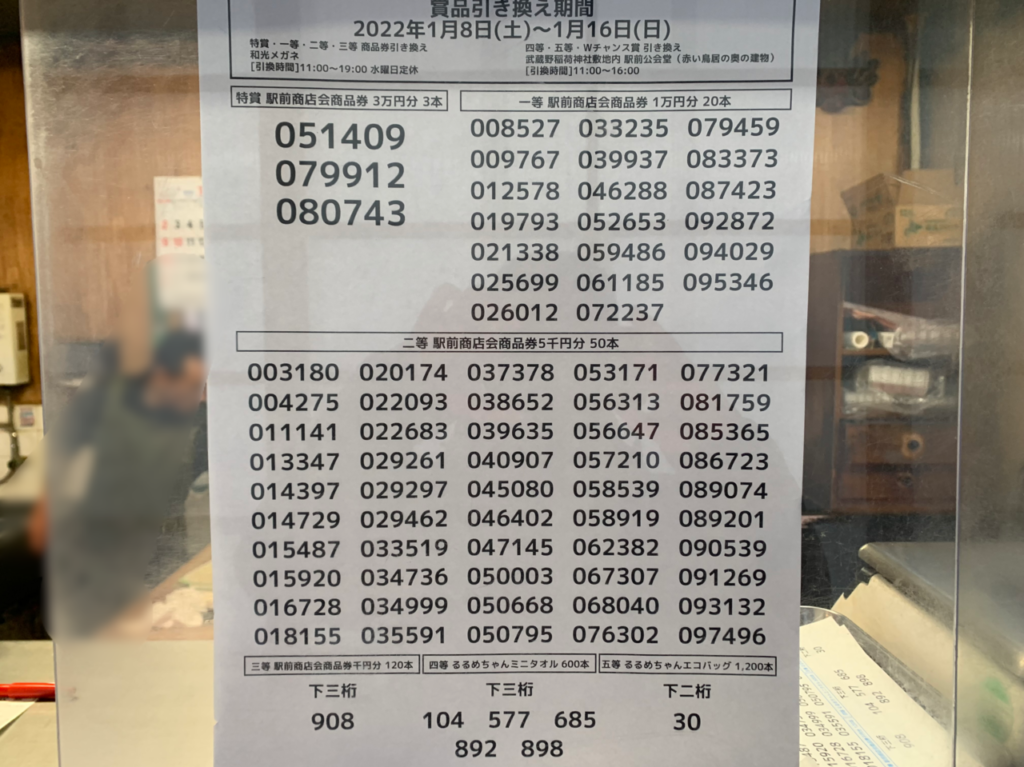 賞品引き換え期間
2022年1月8日(土)〜1月16日(日)
特賞・一等・二等・三等 商品券引き換え
和光メガネ
[引換時間]11:00〜19:00 水曜日定休
四等・五等・Wチャンス賞 引き換え
武蔵野稲荷神社敷地内 駅前公会堂（赤い鳥居の奥の建物）
[引換時間]11:00〜16:00
特賞 駅前商店会商品券 3万円分 3本
051409
079912
080743
一等 駅前商店会商品券 1万円分 20本
008527 033235 079459
009767 039937 083373
012578 046288 087423
019793 052653 092872
021338 059486 094029
025699 061185 095346
026012 072237
二等 駅前商店会商品券5千円分 50本
003180 020174 037378 053171 077321
004275 022093 038652 056313 081759
011141 022683 039635 056647 085365
013347 029261 040907 057210 086723
014397 029297 045080 058539 089074
014729 029462 046402 058919 089201
015487 033519 047145 062382 090539
015920 034736 050003 067307 091269
016728 034999 050668 068040 093132
018155 035591 050795 076302 097496
三等 駅前商店会商品券千円分 120本
下三桁
908
四等 るるめちゃんミニタオル 600本
下三桁
104 577 685
892 898
五等 るるめちゃんエコバッグ 1,200本
下二桁
30